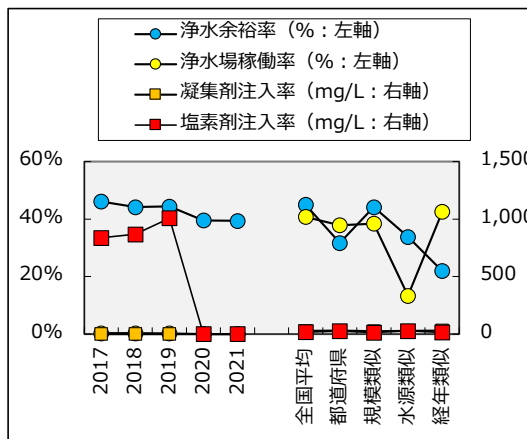 浄水余裕率（%：左軸）
浄水場稼働率（%：左軸）
凝集剤注入率（mg/L：右軸）
塩素剤注入率（mg/L：右軸）
60%
40%
20%
0%
1,500
1,000
500
0
2017
2018
2019
2020
2021
全国平均
都道府県
規模類似
水源類似
経年類似